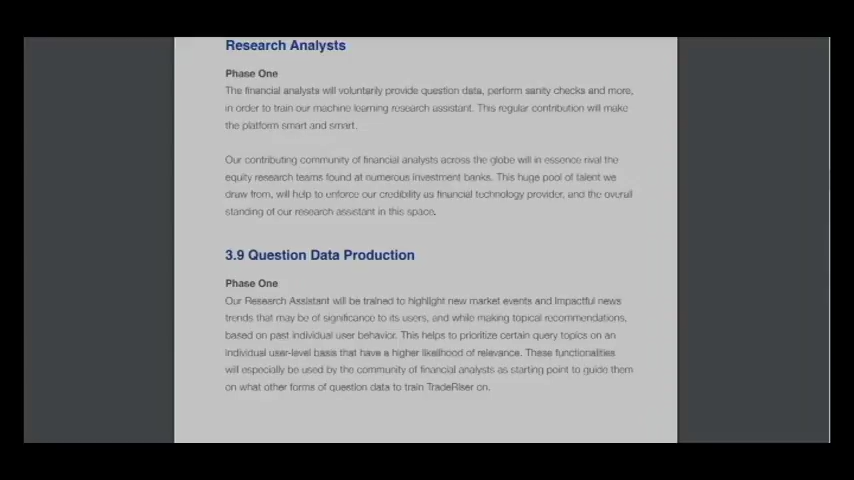 Research Analysts
Phase One
The financial analysts will voluntarily provide question data, perform sanity checks and more,
in order to train our machine learning research assistant. This regular contribution will make
the platform smart and smart.
Our contributing community of financial analysts across the globe will in essence rival the
equity research teams found at numerous investment banks. This huge pool of talent we
draw from, will help to enforce our credibility as financial technology provider, and the overall
standing of our research assistant in this space.
3.9 Question Data Production
Phase One
Our Research Assistant will be trained to highlight new market events and Impactful news
trends that may be of significance to its users, and while making topical recommendations,
based on past individual user behavior. This helps to prioritize certain query topics on an
individual user-level basis that have a higher likelihood of relevance. These functionalities
will especially be used by the community of financial analysts as starting point to guide them
on what other forms of question data to train TradeRiser on.